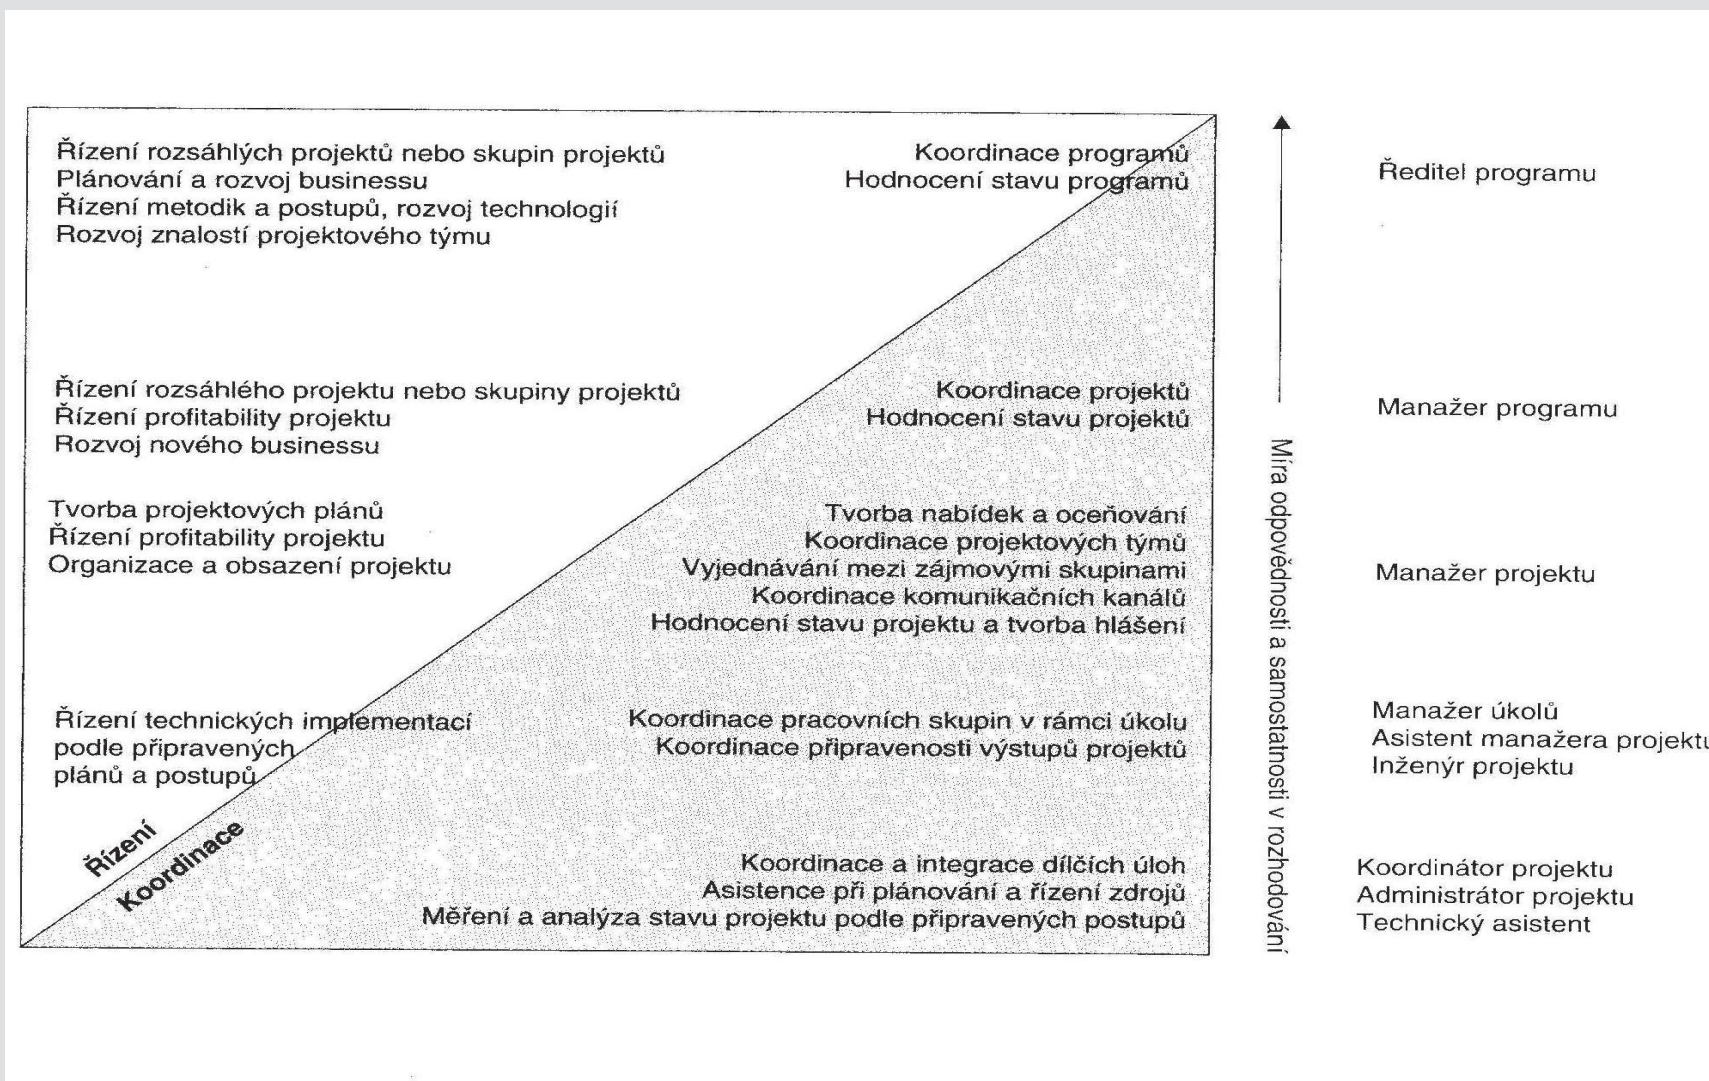 Řízení rozsáhlých projektů nebo skupin projektů
Plánování a rozvoj businessu
Řízení metodik a postupů, rozvoj technologií
Rozvoj znalostí projektového týmu
Koordinace programů
Hodnocení stavu programů
Ředitel programu
Řízení rozsáhlého projektu nebo skupiny projektů
Řízení profitability projektu
Rozvoj nového businessu
Koordinace projektů
Hodnocení stavu projektů
Manažer programu
Tvorba projektových plánů
Řízení profitability projektu
Organizace a obsazení projektu
Tvorba nabídek a oceňování
Koordinace projektových týmů
Vyjednávání mezi zájmovými skupinami
Koordinace komunikačních kanálů
Hodnocení stavu projektu a tvorba hlášení
Manažer projektu
Řízení technických implementací
podle připravených
plánů a postupů
Koordinace pracovních skupin v rámci úkolu
Koordinace připravenosti výstupů projektů
Manažer úkolů
Asistent manažera projektu
Inženýr projektu
Řízení
Koordinace
Koordinace a integrace dílčích úloh
Asistence při plánování a řízení zdrojů
Měření a analýza stavu projektu podle připravených postupů
Koordinátor projektu
Administrátor projektu
Technický asistent
Míra odpovědnosti a samostatnosti v rozhodování